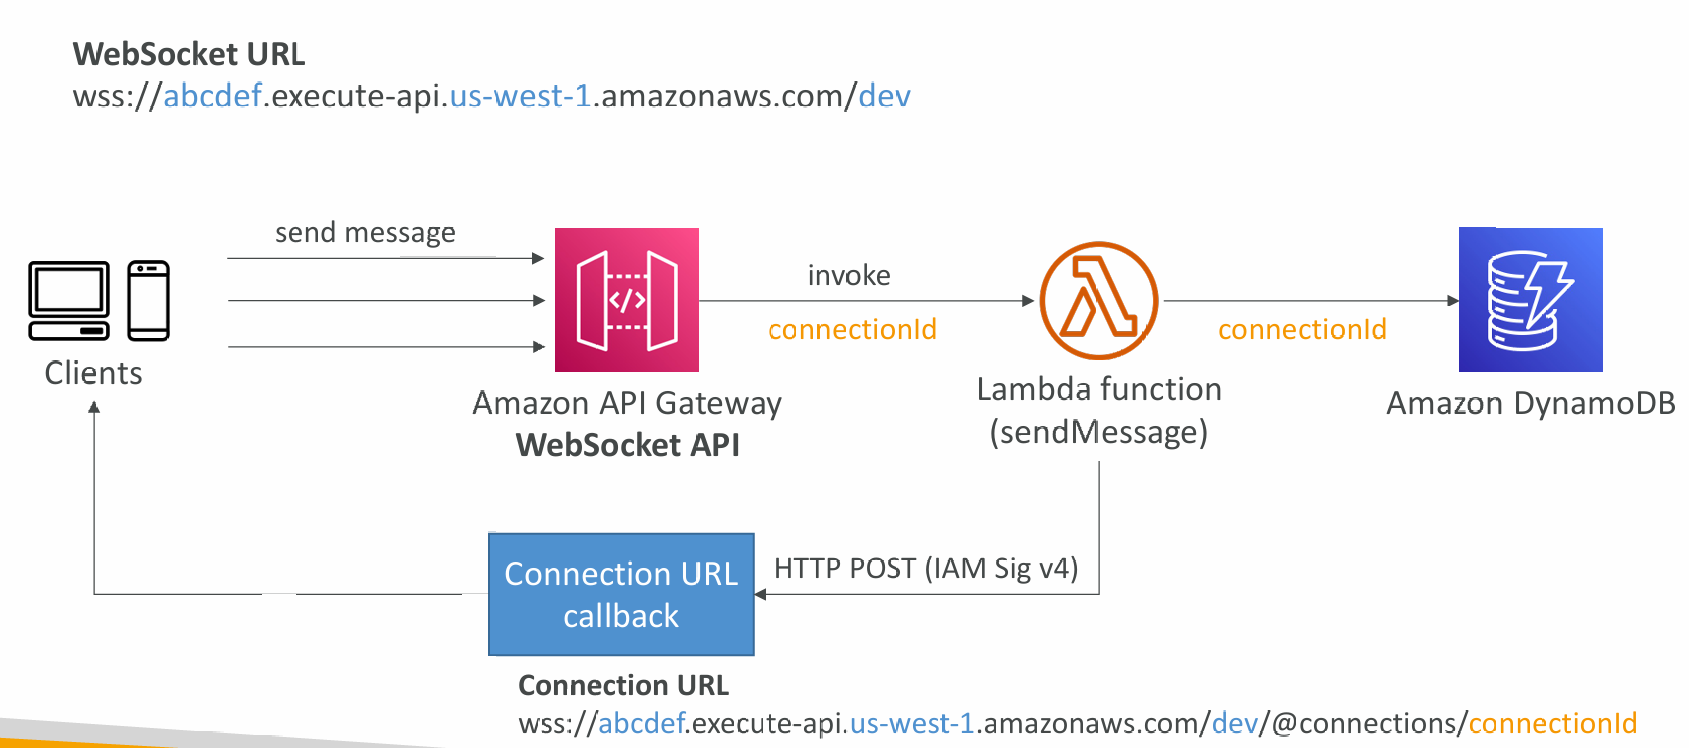 WebSocket URL
wss://abcdef.execute-api.us-west-1.amazonaws.com/dev
send message
invoke
connectionId
connectionId
</>
Clients
Amazon API Gateway
WebSocket API
Lambda function
(sendMessage)
Amazon DynamoDB
Connection URL
callback
HTTP POST (IAM Sig v4)
Connection URL
wss://abcdef.execute-api.us-west-1.amazonaws.com/dev/@connections/connectionId